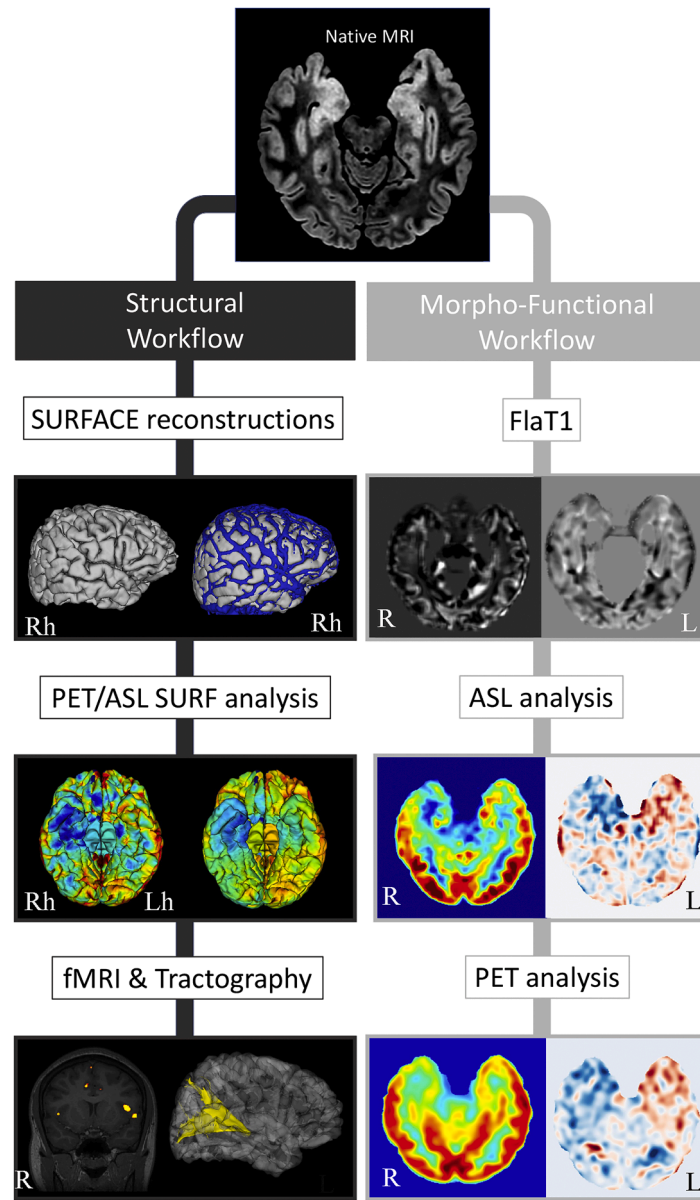 Native MRI
Structural
Workflow
Morpho-Functional
Workflow
SURFACE reconstructions
FlaT1
Rh
Rh
R
L
PET/ASL SURF analysis
ASL analysis
Rh
Lh
R
L
fMRI & Tractography
PET analysis
R
L
R
L